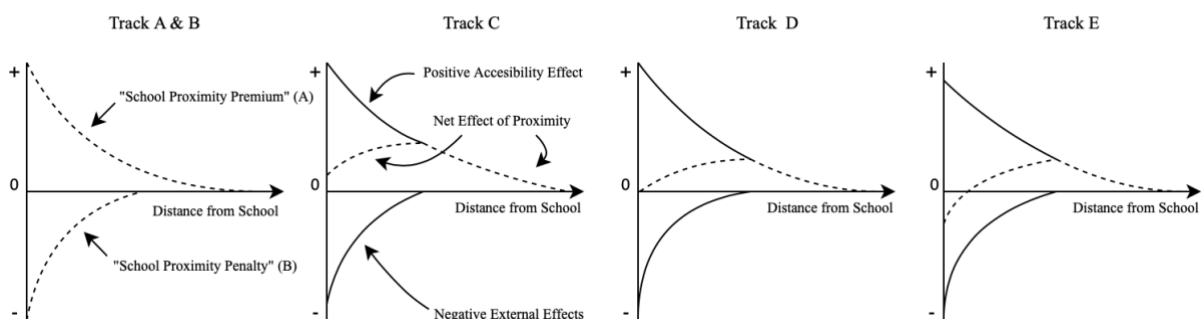 Track A & B
Track C
Track D
Track E
+
"School Proximity Premium" (A)
0
Distance from School
"School Proximity Penalty" (B)
-
+
Positive Accesibility Effect
Net Effect of Proximity
0
Distance from School
Negative External Effects
-
+
0
Distance from School
-
+
0
Distance from School
-